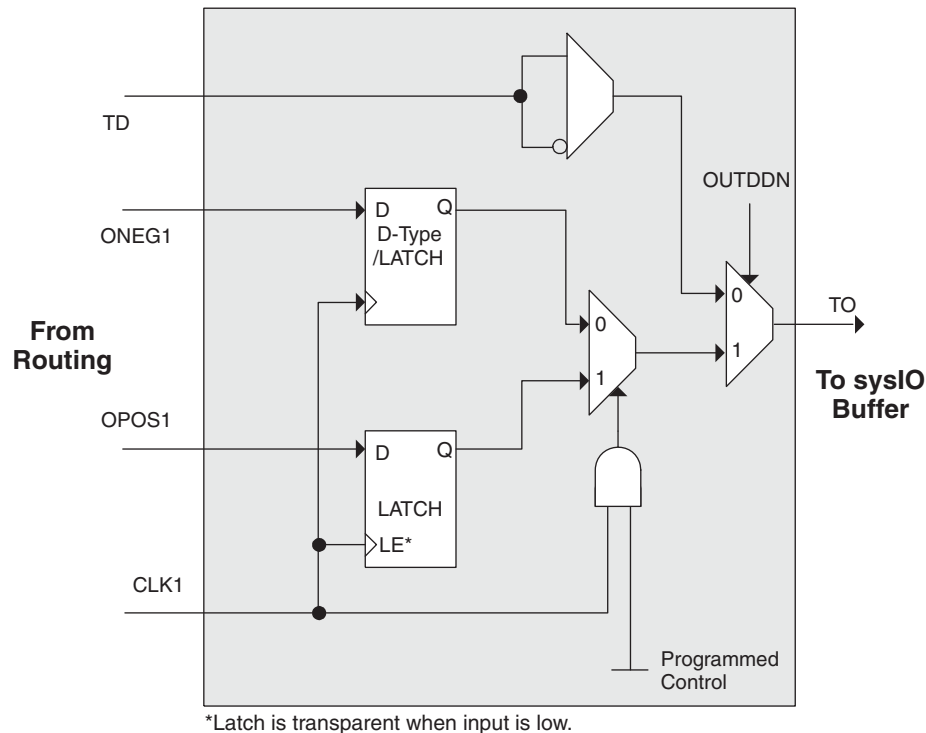 TD
OUTDDN
ONEG1
D
Q
D-Type
/LATCH
0
TO
From
Routing
0
1
1
To sysIO
Buffer
OPOS1
D
Q
LATCH
LE*
CLK1
Programmed
Control
*Latch is transparent when input is low.